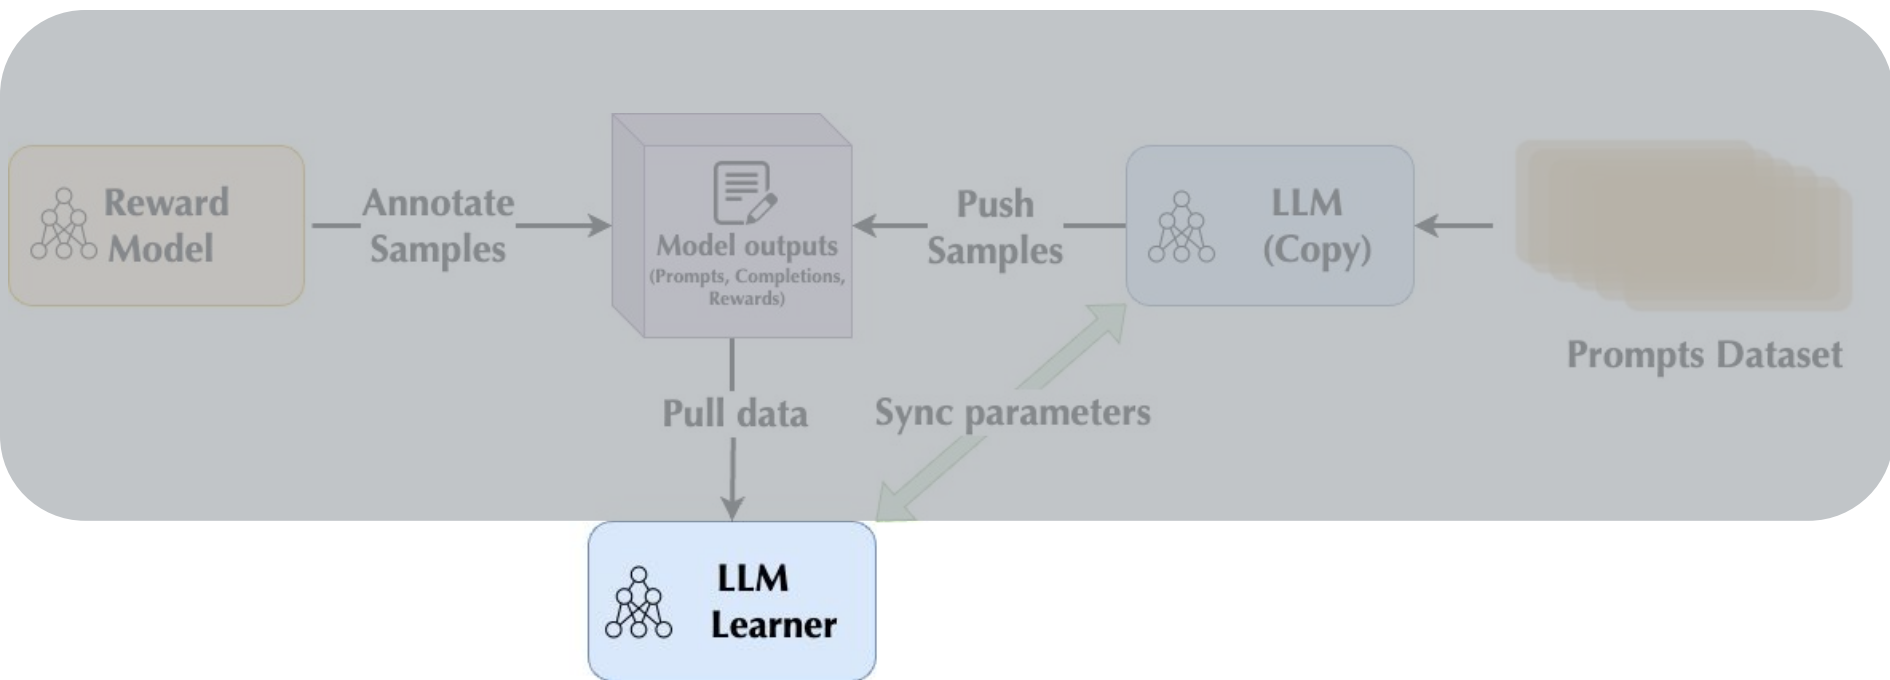 Reward
Model
Annotate
Samples
Model outputs
(Prompts, Completions,
Rewards)
Push
Samples
LLM
(Copy)
Prompts Dataset
Pull data
Sync parameters
LLM
Learner